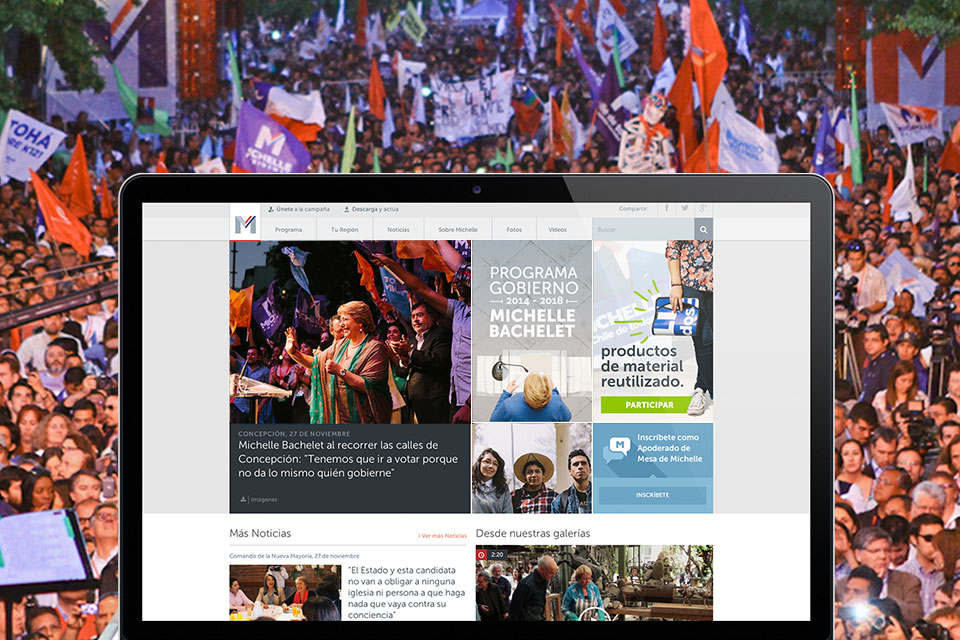 TOHÁ
MICHELLE
M
Únete a la campaña
Descarga y actúa
Compartir:
Programa
Tu Región
Noticias
Sobre Michelle
Fotos
Videos
Buscar
PROGRAMA
GOBIERNO
2014 - 2018
MICHELLE
BACHELET
productos
de material
reutilizado.
PARTICIPAR
CONCEPCIÓN, 27 DE NOVIEMBRE
Michelle Bachelet al recorrer las calles de
Concepción: "Tenemos que ir a votar porque
no da lo mismo quién gobierne"
Imagenes
M
Inscríbete como
Apoderado de
Mesa de Michelle
INSCRÍBETE
Más Noticias
› Ver más Noticias
Desde nuestras galerías
Comando de la Nueva Mayoría, 27 de noviembre
"El Estado y esta candidata
no van a obligar a ninguna
iglesia ni persona a que haga
nada que vaya contra su
conciencia"
2:20